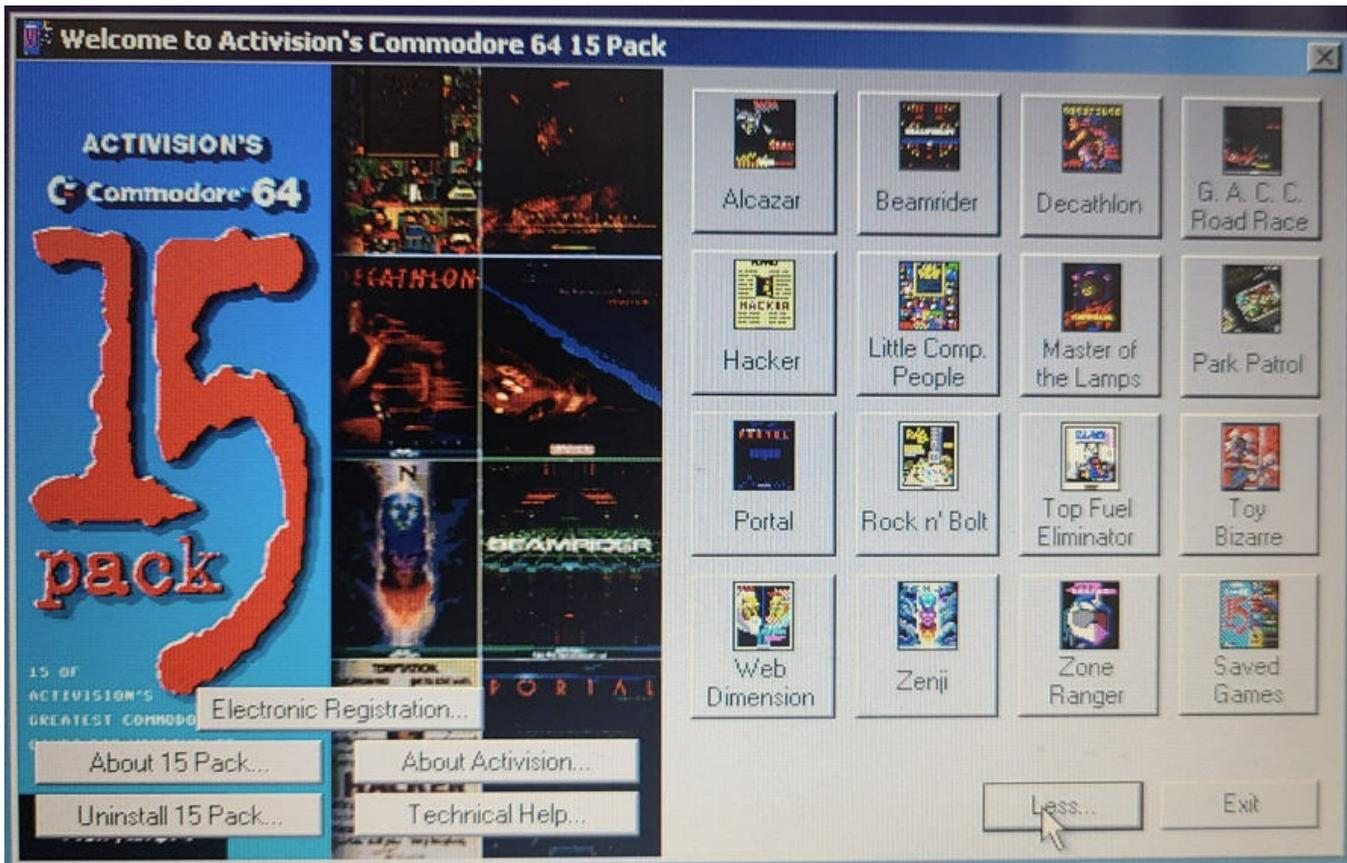 Welcome to Activision's Commodore 64 15 Pack
ACTIVISION'S
Commodore 64
15
pack
15 OF
ACTIVISION'S
GREATEST COMMODO
DECATHLON
BEAMRIDER
PORTAL
HACKER
Electronic Registration...
About 15 Pack...
About Activision...
Uninstall 15 Pack...
Technical Help...
Alcazar
Beamrider
Decathlon
G. A. C. C.
Road Race
HACKER
Hacker
Little Comp.
People
Master of
the Lamps
Park Patrol
Portal
Rock n' Bolt
Top Fuel
Eliminator
Toy
Bizarre
Web
Dimension
Zenji
Zone
Ranger
Saved
Games
Less...
Exit